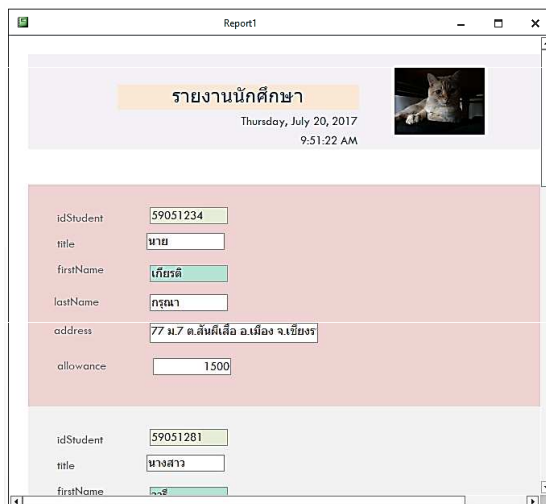 Report1
รายงานนักศึกษา
Thursday, July 20, 2017
9:51:22 AM
idStudent 59051234
title นาย
firstName เกียรติ
lastName กรุณา
address 77 ม.7 ต.สันผีเสื้อ อ.เมือง จ.เชียงร
allowance 1500
idStudent 59051281
title นางสาว
firstName